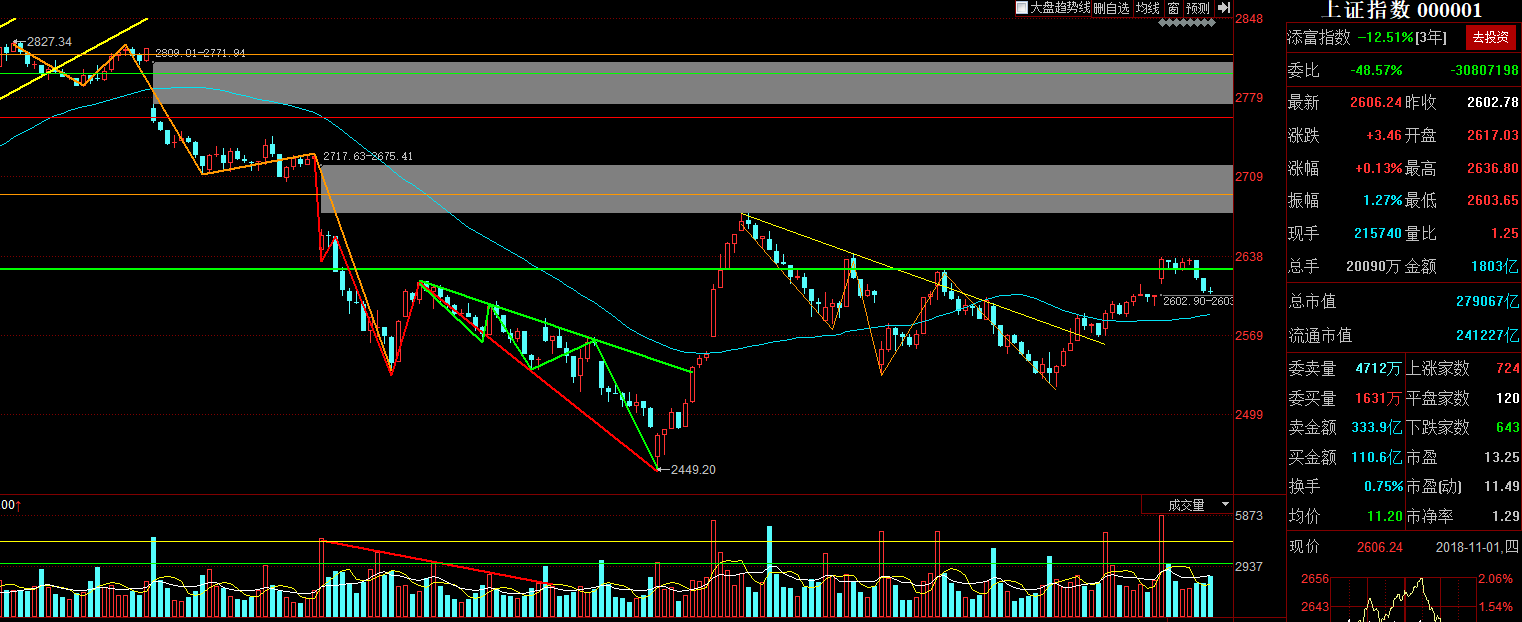 大盘趋势线 删自选 均线 窗 预测
2827.34
2809.01-2771.94
2717.63-2675.41
2602.90-2603
2449.20
2848
2779
2709
2638
2569
2499
00↑
成交量
5873
2937
上证指数 000001
添富指数 -12.51%[3年] 去投资
委比 -48.57% -30807198
最新 2606.24 昨收 2602.78
涨跌 +3.46 开盘 2617.03
涨幅 +0.13% 最高 2636.80
振幅 1.27% 最低 2603.65
现手 215740 量比 1.25
总手 20090万 金额 1803亿
总市值 279067亿
流通市值 241227亿
委卖量 4712万 上涨家数 724
委买量 1631万 平盘家数 120
卖金额 333.9亿 下跌家数 643
买金额 110.6亿 市盈 13.25
换手 0.75% 市盈(动) 11.49
均价 11.20 市净率 1.29
现价 2606.24 2018-11-01,四
2656 2.06%
2643 1.54%